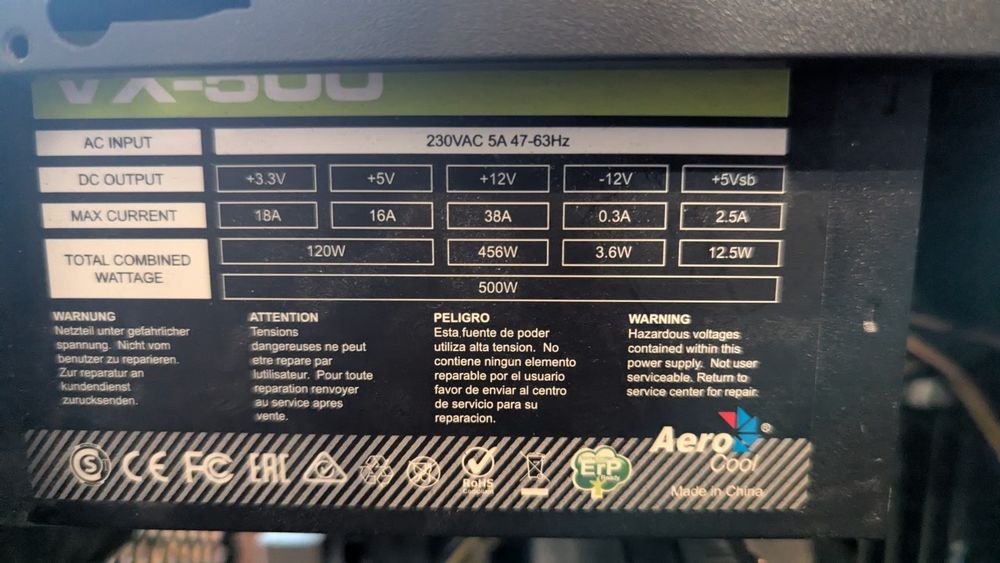 VX-500
AC INPUT 230VAC 5A 47-63Hz
DC OUTPUT +3.3V +5V +12V -12V +5Vsb
MAX CURRENT 18A 16A 38A 0.3A 2.5A
TOTAL COMBINED WATTAGE 120W 456W 3.6W 12.5W
500W
WARNUNG
Netzteil unter gefahrlicher
spannung. Nicht vom
benutzer zu reparieren.
Zur reparatur an
kundendienst
zurucksenden.
ATTENTION
Tensions
dangereuses ne peut
etre repare par
lutilisateur. Pour toute
reparation renvoyer
au service apres
vente.
PELIGRO
Esta fuente de poder
utiliza alta tension. No
contiene ningun elemento
reparable por el usuario
favor de enviar al centro
de servicio para su
reparacion.
WARNING
Hazardous voltages
contained within this
power supply. Not user
serviceable. Return to
service center for repair.
S CE FC EAC RoHS Compliant ErP Ready
Aero Cool ®
Made in China